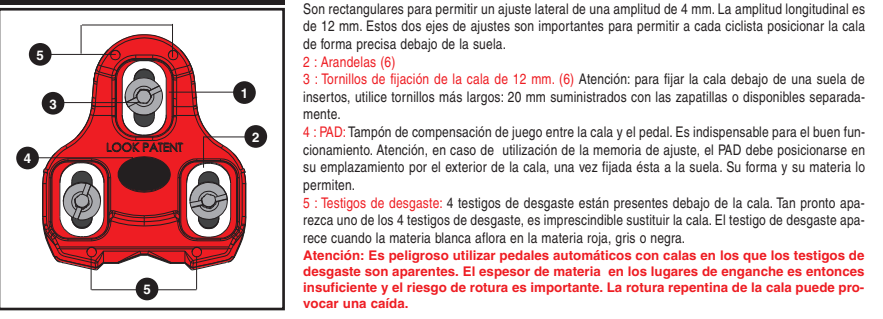 5
3
4
1
2
5
LOOK PATENT
Son rectangulares para permitir un ajuste lateral de una amplitud de 4 mm. La amplitud longitudinal es
de 12 mm. Estos dos ejes de ajustes son importantes para permitir a cada ciclista posicionar la cala
de forma precisa debajo de la suela.
2 : Arandelas (6)
3 : Tornillos de fijación de la cala de 12 mm. (6) Atención: para fijar la cala debajo de una suela de
insertos, utilice tornillos más largos: 20 mm suministrados con las zapatillas o disponibles separada-
mente.
4 : PAD: Tampón de compensación de juego entre la cala y el pedal. Es indispensable para el buen fun-
cionamiento. Atención, en caso de utilización de la memoria de ajuste, el PAD debe posicionarse en
su emplazamiento por el exterior de la cala, una vez fijada ésta a la suela. Su forma y su materia lo
permiten.
5 : Testigos de desgaste: 4 testigos de desgaste están presentes debajo de la cala. Tan pronto apa-
rezca uno de los 4 testigos de desgaste, es imprescindible sustituir la cala. El testigo de desgaste apa-
rece cuando la materia blanca aflora en la materia roja, gris o negra.
Atención: Es peligroso utilizar pedales automáticos con calas en los que los testigos de
desgaste son aparentes. El espesor de materia en los lugares de enganche es entonces
insuficiente y el riesgo de rotura es importante. La rotura repentina de la cala puede pro-
vocar una caída.